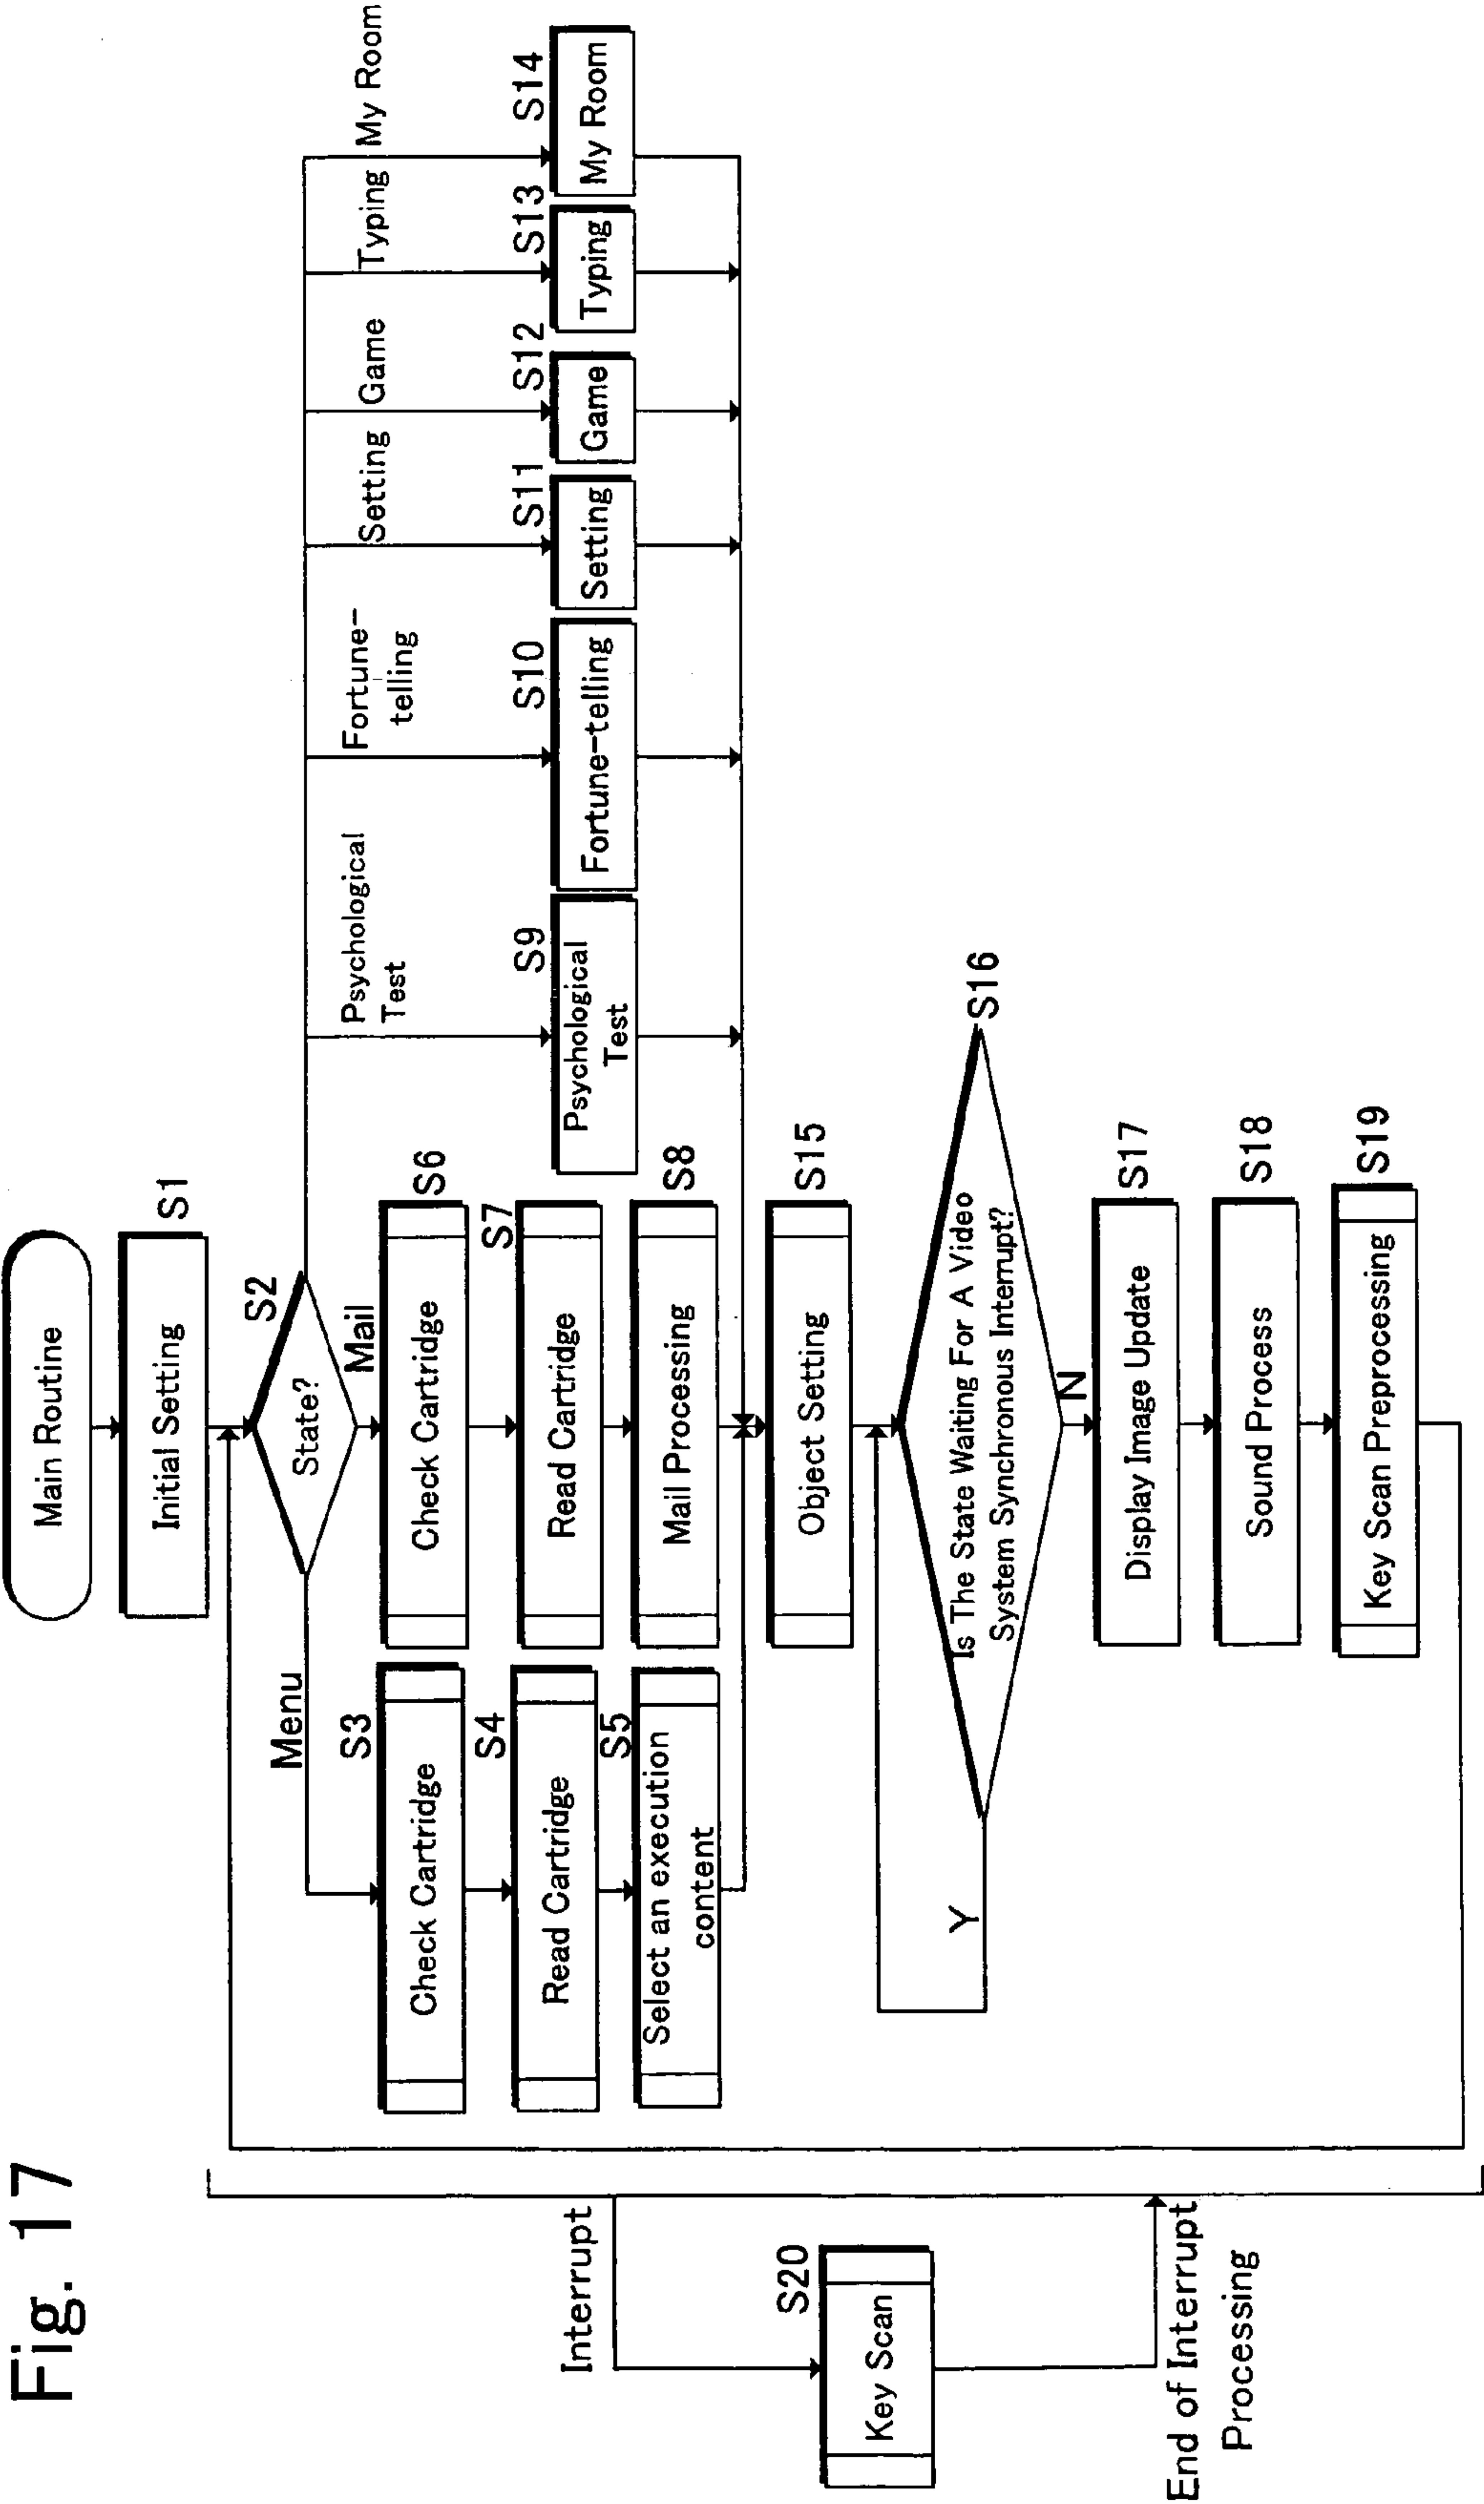 Fig. 17
Main Routine
S1
Initial Setting
S2
State?
Menu
Mail
Psychological
Test
Fortune-
telling
Setting
Game
Typing
My Room
S3
Check Cartridge
S4
Read Cartridge
S5
Select an execution
content
S6
Check Cartridge
S7
Read Cartridge
S8
Mail Processing
S9
Psychological
Test
S10
Fortune-telling
S11
Setting
S12
Game
S13
Typing
S14
My Room
S15
Object Setting
S16
Is The State Waiting For A Video
System Synchronous Interrupt?
Y
N
S17
Display Image Update
S18
Sound Process
S19
Key Scan Preprocessing
Interrupt
S20
Key Scan
End of Interrupt
Processing